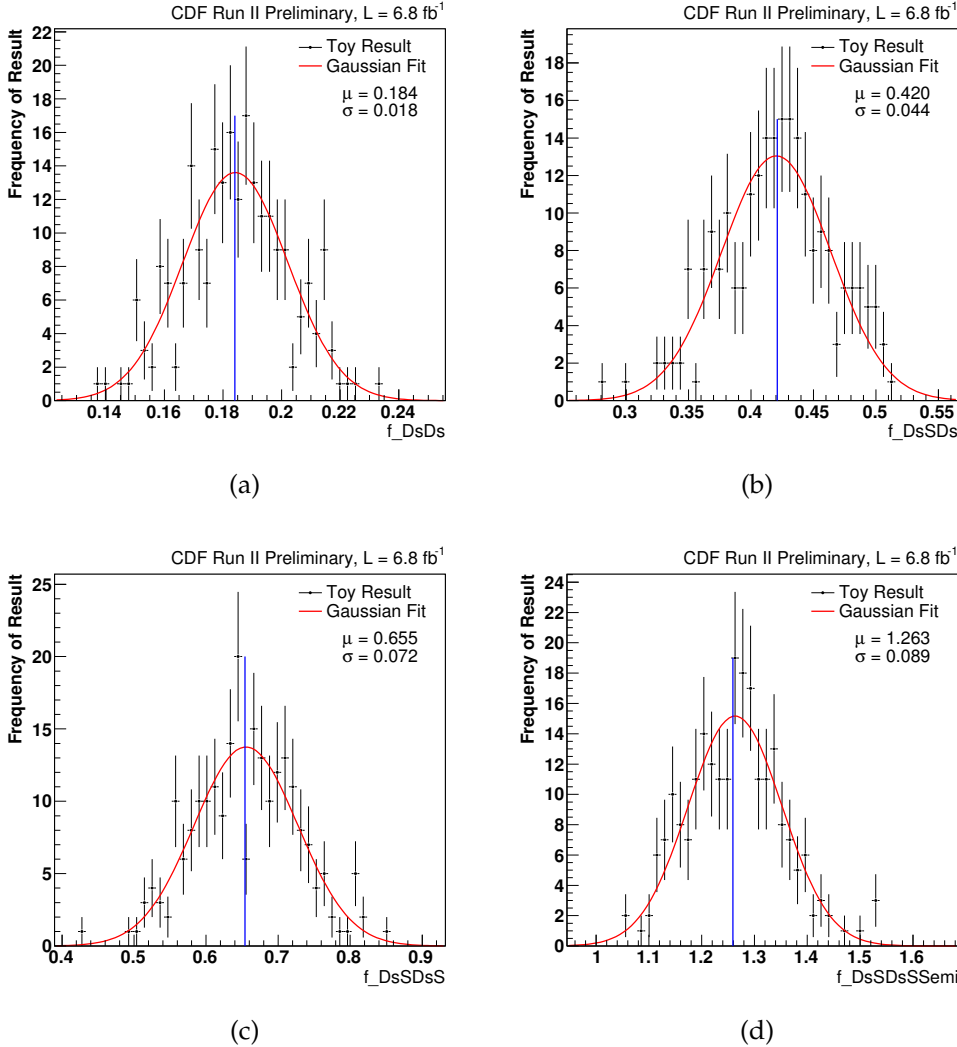 CDF Run II Preliminary, L = 6.8 fb-1
Frequency of Result
22
20
18
16
14
12
10
8
6
4
2
0
Toy Result
Gaussian Fit
μ = 0.184
σ = 0.018
0.14 0.16 0.18 0.2 0.22 0.24
f_DsDs
(a)
CDF Run II Preliminary, L = 6.8 fb-1
Frequency of Result
18
16
14
12
10
8
6
4
2
0
Toy Result
Gaussian Fit
μ = 0.420
σ = 0.044
0.3 0.35 0.4 0.45 0.5 0.55
f_DsSDs
(b)
CDF Run II Preliminary, L = 6.8 fb-1
Frequency of Result
25
20
15
10
5
0
Toy Result
Gaussian Fit
μ = 0.655
σ = 0.072
0.4 0.5 0.6 0.7 0.8 0.9
f_DsSDsS
(c)
CDF Run II Preliminary, L = 6.8 fb-1
Frequency of Result
24
22
20
18
16
14
12
10
8
6
4
2
0
Toy Result
Gaussian Fit
μ = 1.263
σ = 0.089
1 1.1 1.2 1.3 1.4 1.5 1.6
f_DsSDsSSemi
(d)